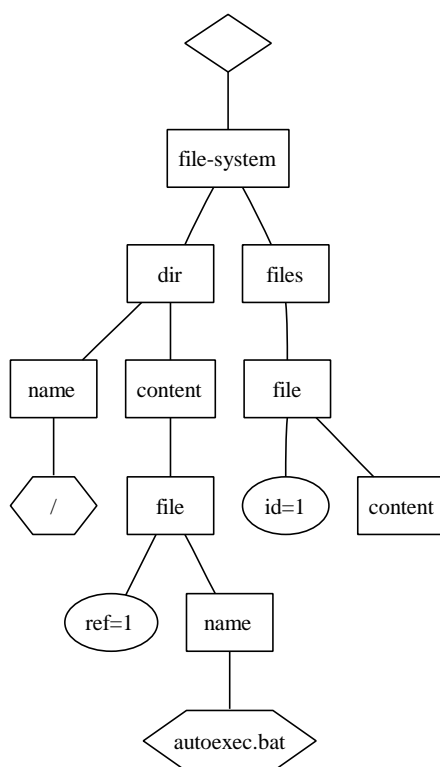 file-system
dir
files
name
content
file
/
file
id=1
content
ref=1
name
autoexec.bat